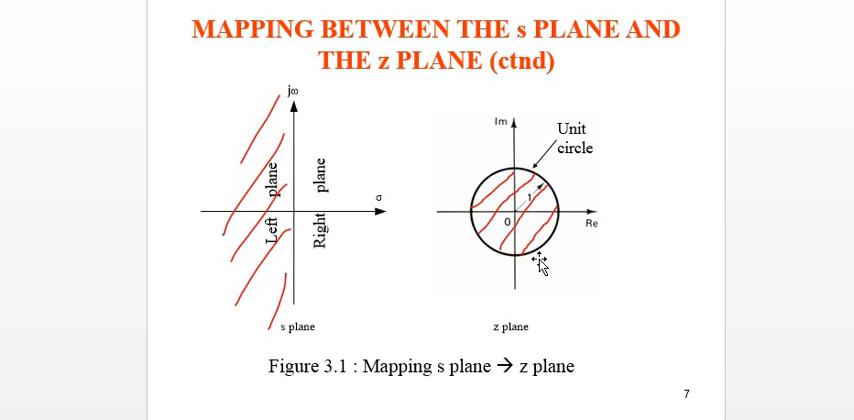 MAPPING BETWEEN THE s PLANE AND
THE z PLANE (ctnd)
jω
Left plane
Right plane
σ
s plane
Im
Unit
circle
1
0
Re
z plane
Figure 3.1 : Mapping s plane → z plane
7